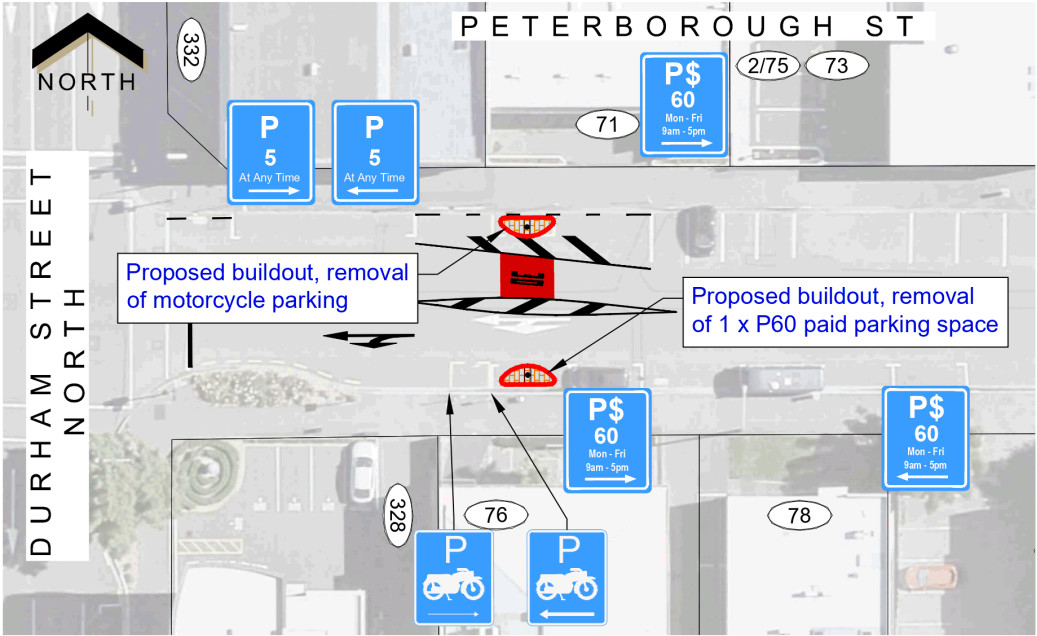 PETERBOROUGH ST
NORTH
332
2/75
73
P$
60
Mon - Fri
9am - 5pm
71
P
5
At Any Time
P
5
At Any Time
DURHAM STREET
NORTH
Proposed buildout, removal
of motorcycle parking
Proposed buildout, removal
of 1 x P60 paid parking space
P$
60
Mon - Fri
9am - 5pm
P$
60
Mon - Fri
9am - 5pm
328
76
78
P
P